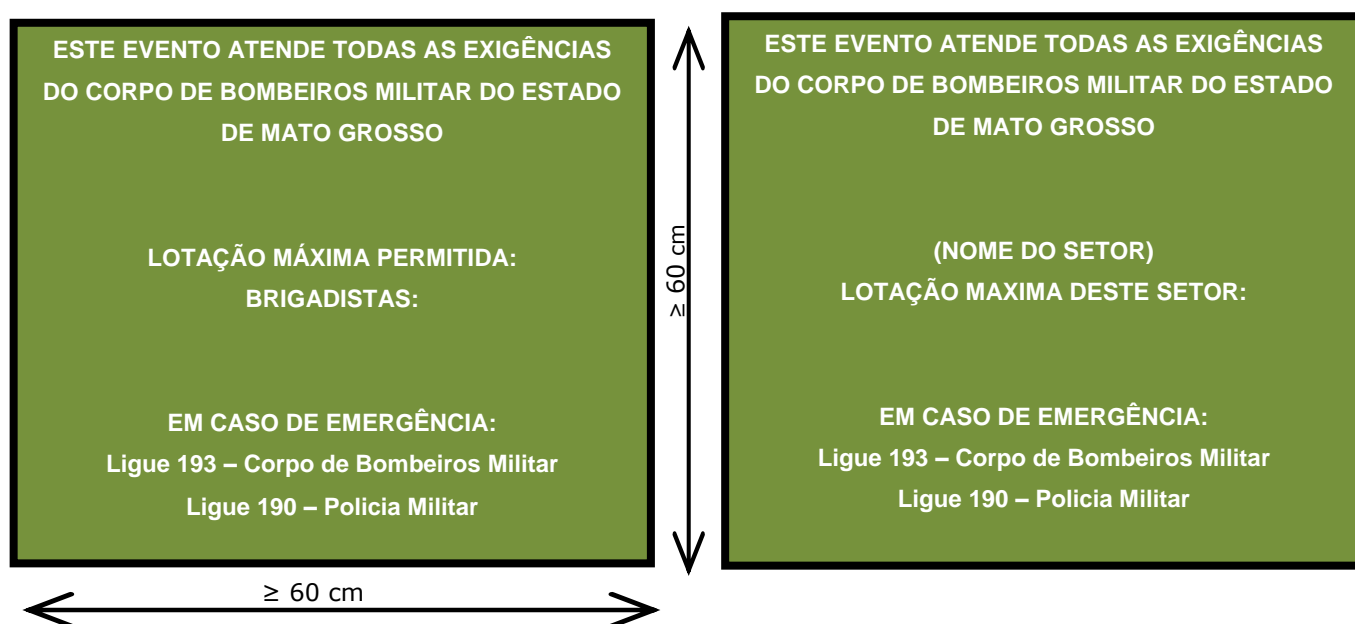 ESTE EVENTO ATENDE TODAS AS EXIGÊNCIAS
DO CORPO DE BOMBEIROS MILITAR DO ESTADO
DE MATO GROSSO
LOTAÇÃO MÁXIMA PERMITIDA:
BRIGADISTAS:
EM CASO DE EMERGÊNCIA:
Ligue 193 – Corpo de Bombeiros Militar
Ligue 190 – Policia Militar
≥ 60 cm
≥ 60 cm
ESTE EVENTO ATENDE TODAS AS EXIGÊNCIAS
DO CORPO DE BOMBEIROS MILITAR DO ESTADO
DE MATO GROSSO
(NOME DO SETOR)
LOTAÇÃO MAXIMA DESTE SETOR:
EM CASO DE EMERGÊNCIA:
Ligue 193 – Corpo de Bombeiros Militar
Ligue 190 – Policia Militar